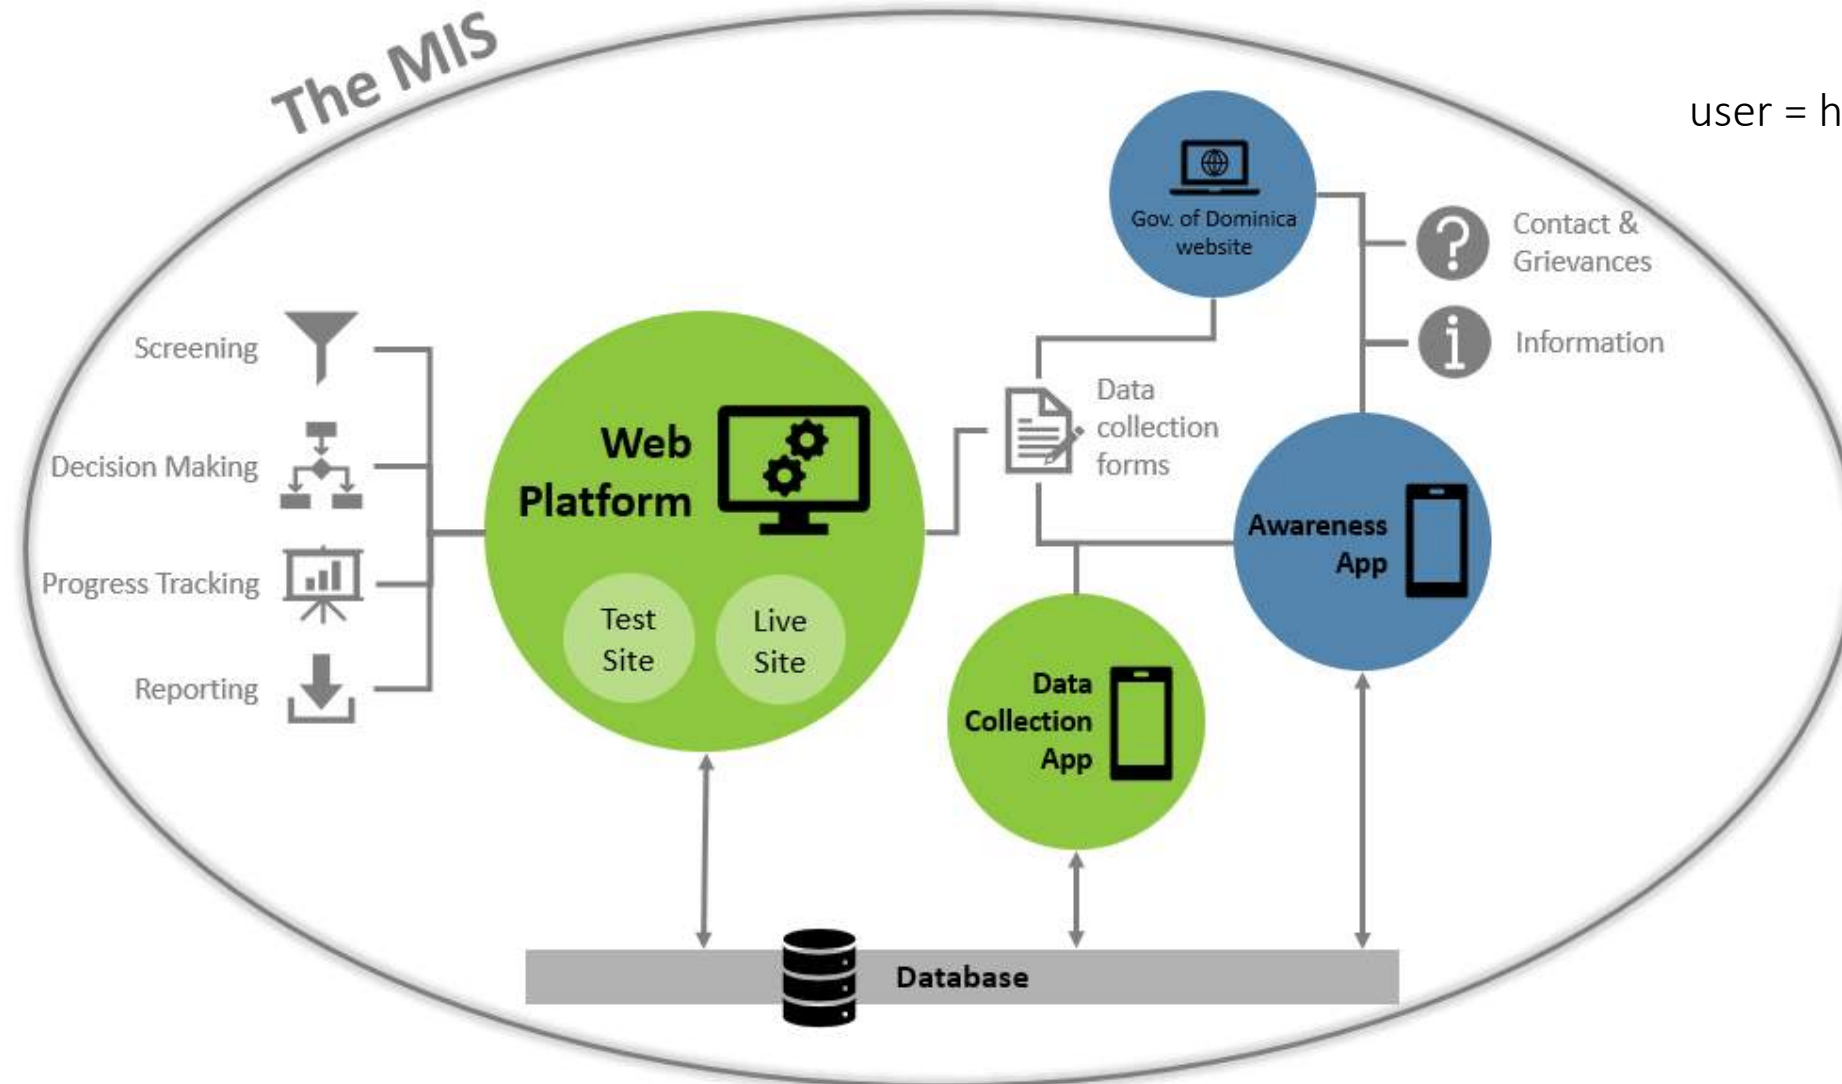 The MIS
user = h
Gov. of Dominica
website
Contact &
Grievances
Information
Screening
Decision Making
Progress Tracking
Reporting
Web
Platform
Test
Site
Live
Site
Data
collection
forms
Awareness
App
Data
Collection
App
Database